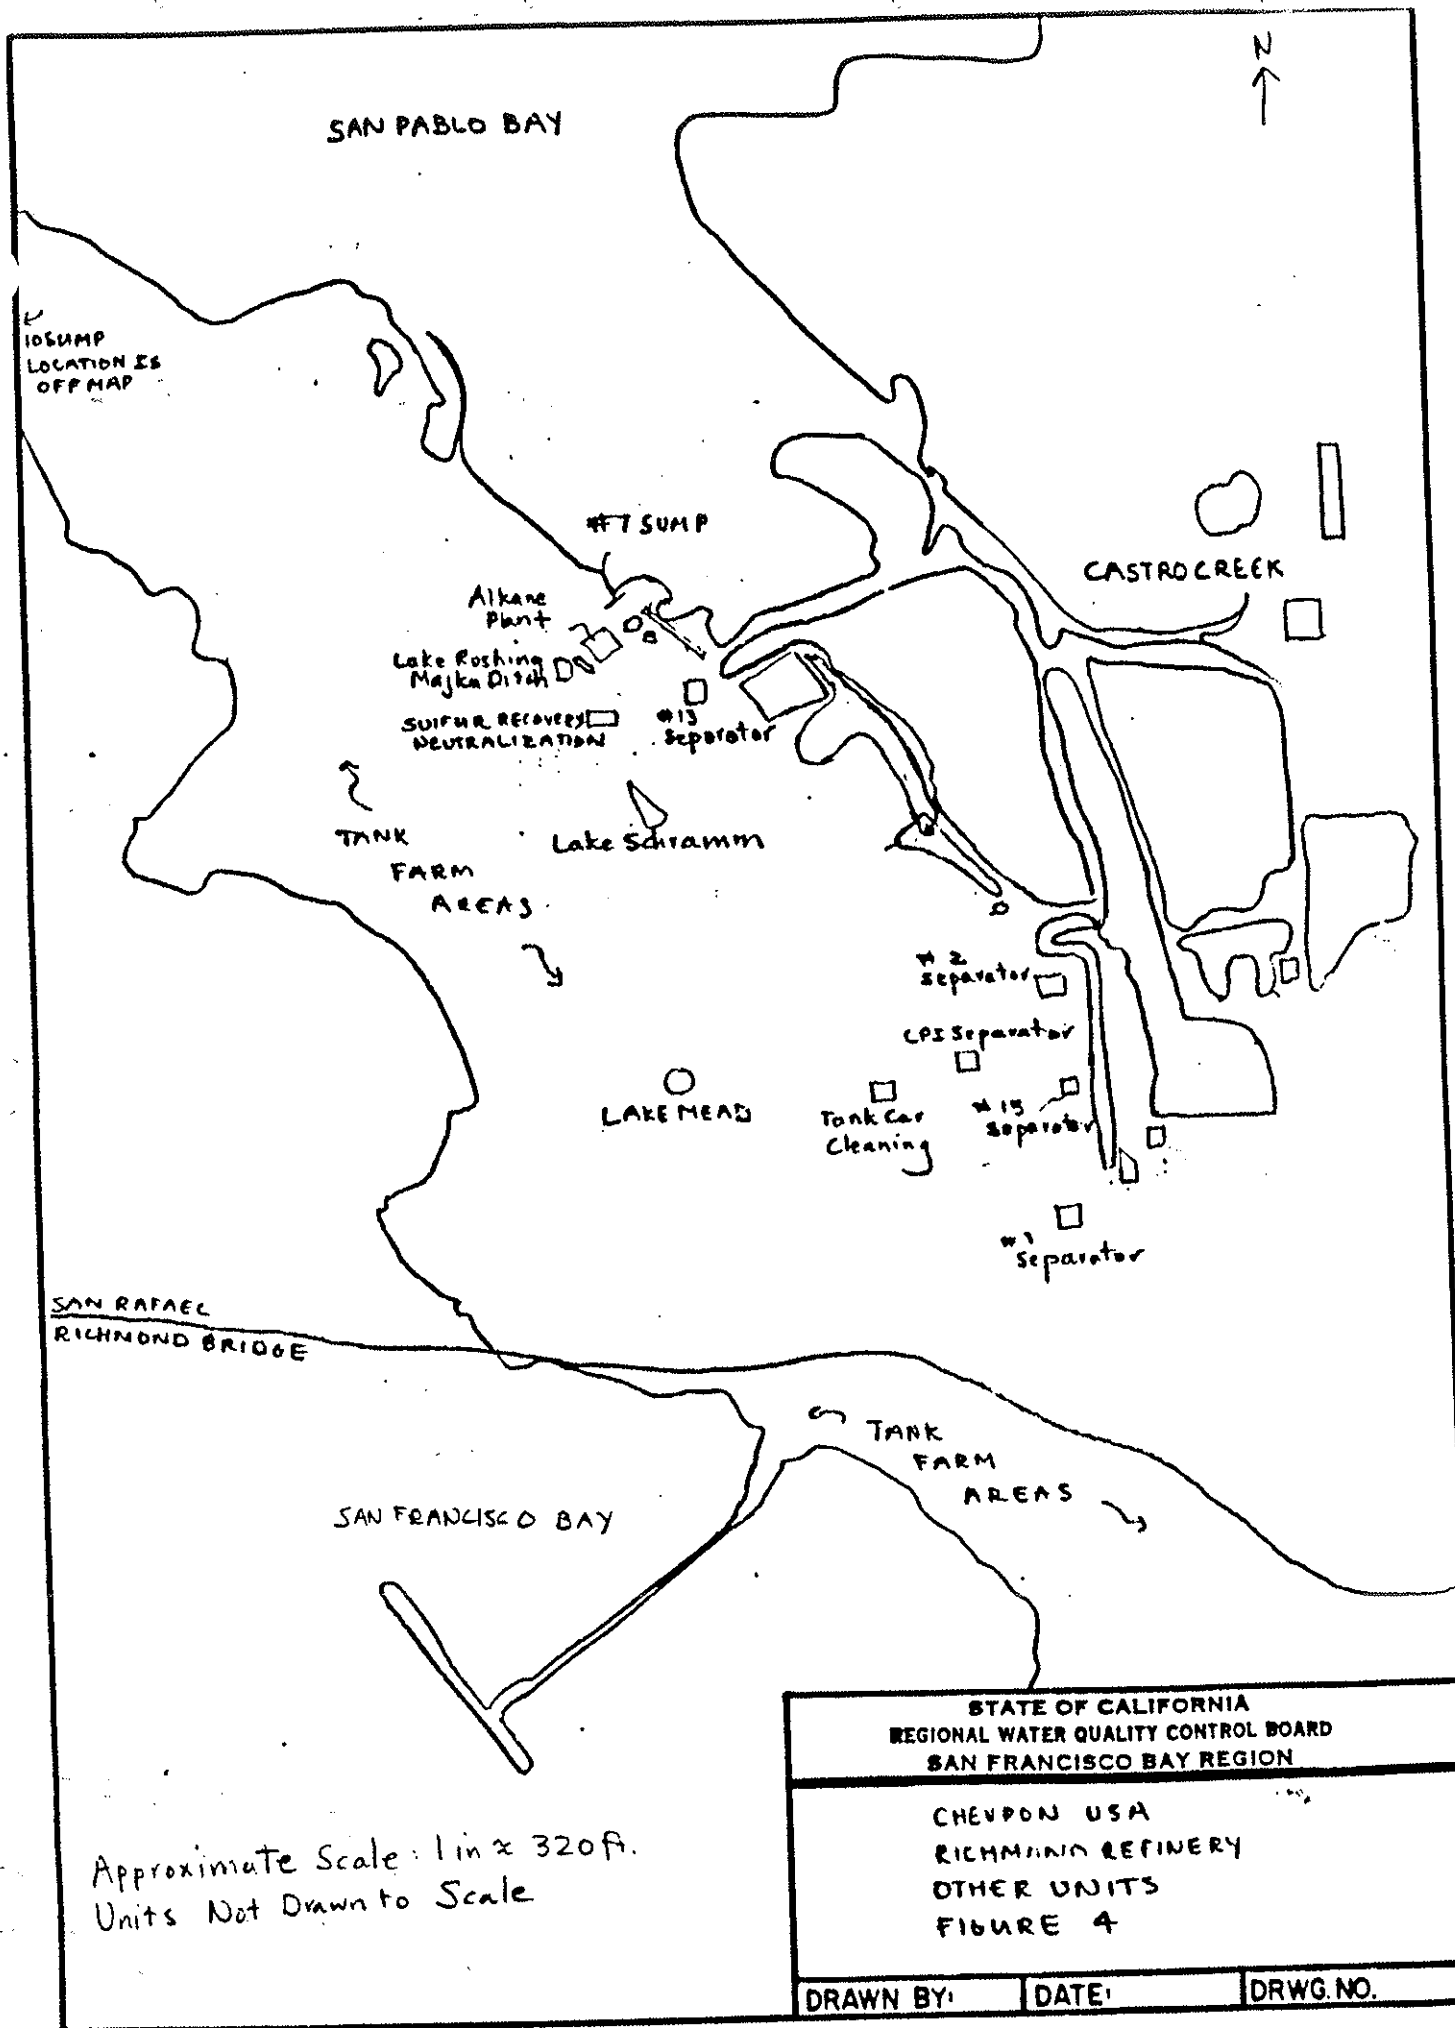 N
SAN PABLO BAY
10 SUMP
LOCATION IS
OFF MAP
#7 SUMP
CASTRO CREEK
Alkane
Plant
Lake Roshing
Majka Ditch
SULFUR RECOVERY
NEUTRALIZATION
#13
Separator
TANK
FARM
AREAS
Lake Schramm
# 2
Separator
CPI Separator
LAKE MEAD
Tank Car
Cleaning
# 15
Separator
#1
Separator
SAN RAFAEL
RICHMOND BRIDGE
TANK
FARM
AREAS
SAN FRANCISCO BAY
Approximate Scale: 1 in ≈ 320 ft.
Units Not Drawn to Scale
STATE OF CALIFORNIA
REGIONAL WATER QUALITY CONTROL BOARD
SAN FRANCISCO BAY REGION
CHEVRON USA
RICHMOND REFINERY
OTHER UNITS
FIGURE 4
DRAWN BY:
DATE:
DRWG. NO.